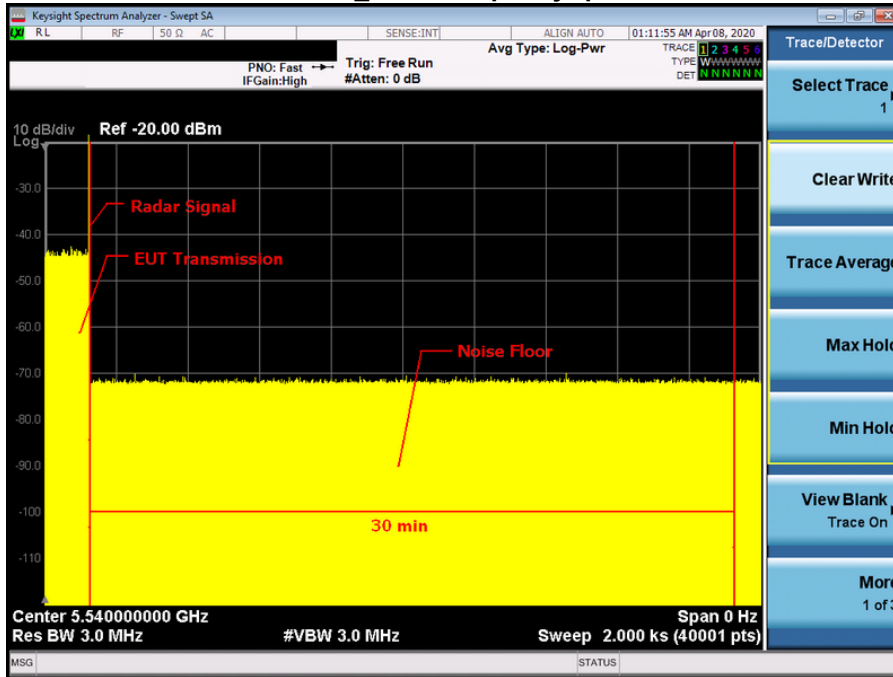 Keysight Spectrum Analyzer - Swept SA
LXI RL RF 50 Ω AC SENSE:INT ALIGN AUTO 01:11:55 AM Apr 08, 2020
PNO: Fast Trig: Free Run Avg Type: Log-Pwr TRACE 1 2 3 4 5 6
IFGain:High #Atten: 0 dB TYPE W
DET N N N N N N
Trace/Detector
Select Trace
1
Clear Write
Trace Average
Max Hold
Min Hold
View Blank
Trace On
More
1 of 3
10 dB/div Ref -20.00 dBm
Log
-30.0
Radar Signal
-40.0
EUT Transmission
-50.0
-60.0
Noise Floor
-70.0
-80.0
-90.0
-100
30 min
-110
Center 5.540000000 GHz Span 0 Hz
Res BW 3.0 MHz #VBW 3.0 MHz Sweep 2.000 ks (40001 pts)
MSG STATUS